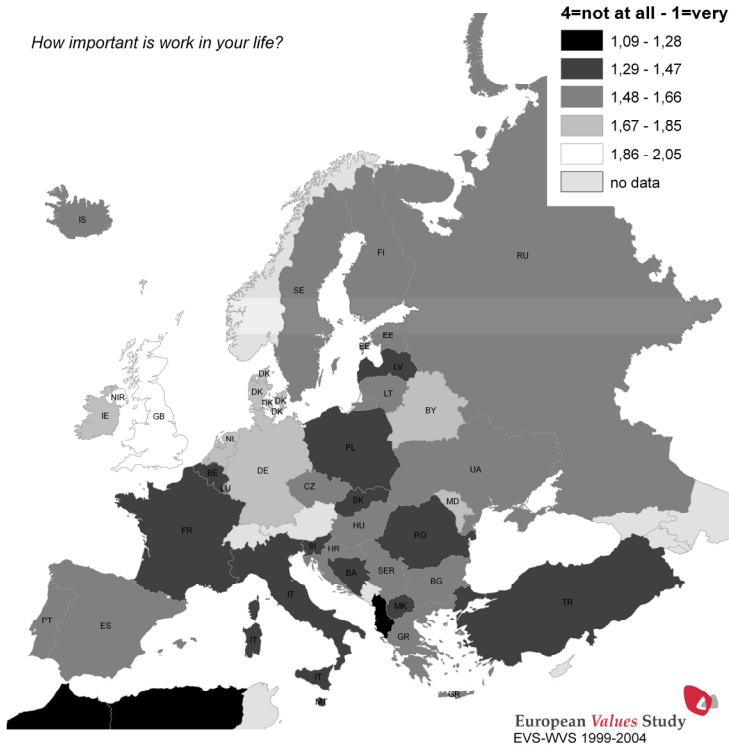 4=not at all - 1=very
How important is work in your life?
1,09 - 1,28
1,29 - 1,47
1,48 - 1,66
1,67 - 1,85
1,86 - 2,05
no data
IS
FI
RU
SE
EE
EE
DK
LV
DK
LT
DK
DK
DK
NIR
BY
IE
GB
NL
PL
DE
BE
UA
LU
CZ
SK
MD
HU
FR
RO
SI
HR
BA
SER
BG
IT
TR
MK
PT
ES
IT
GR
IT
GR
MT
European Values Study
EVS-WVS 1999-2004